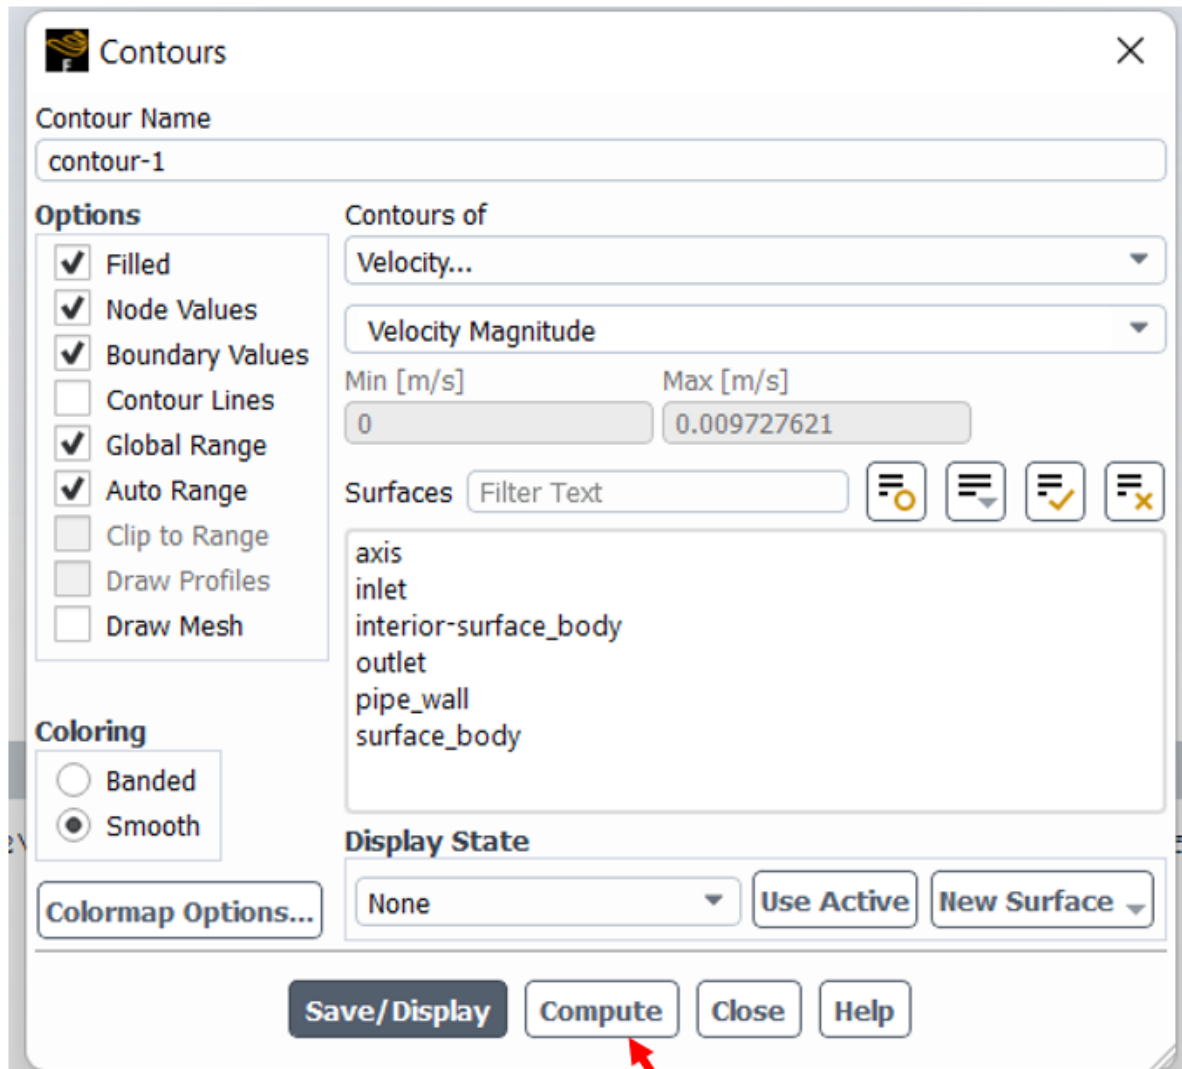 Contours
Contour Name
contour-1
Options
Contours of
Filled
Velocity...
Node Values
Velocity Magnitude
Boundary Values
Min [m/s]
Max [m/s]
Contour Lines
0
0.009727621
Global Range
Auto Range
Surfaces
Filter Text
Clip to Range
axis
Draw Profiles
inlet
Draw Mesh
interior-surface_body
outlet
pipe_wall
surface_body
Coloring
Banded
Smooth
Display State
Colormap Options...
None
Use Active
New Surface
Save/Display
Compute
Close
Help